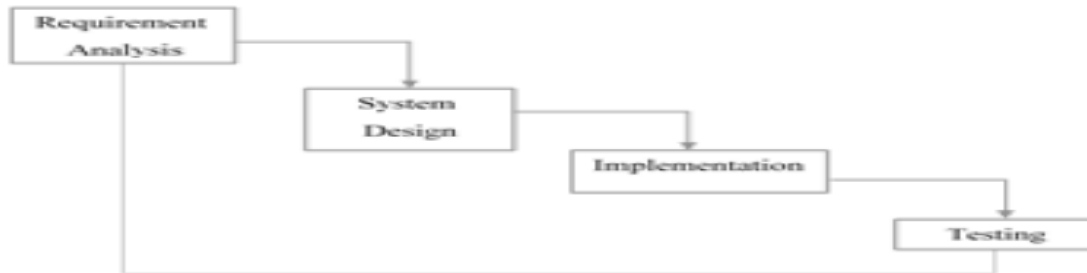 Requirement
Analysis
System
Design
Implementation
Testing